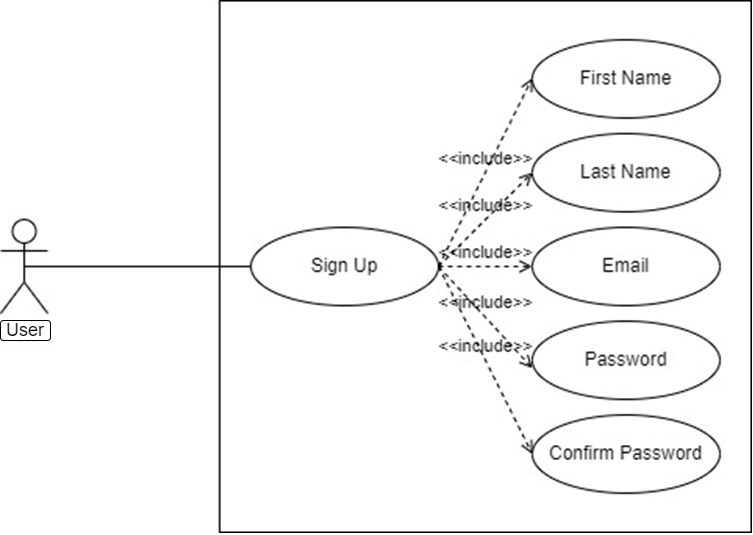 First Name
<<include>>
Last Name
<<include>>
<<include>>
Sign Up
Email
<<include>>
User
<<include>>
Password
Confirm Password